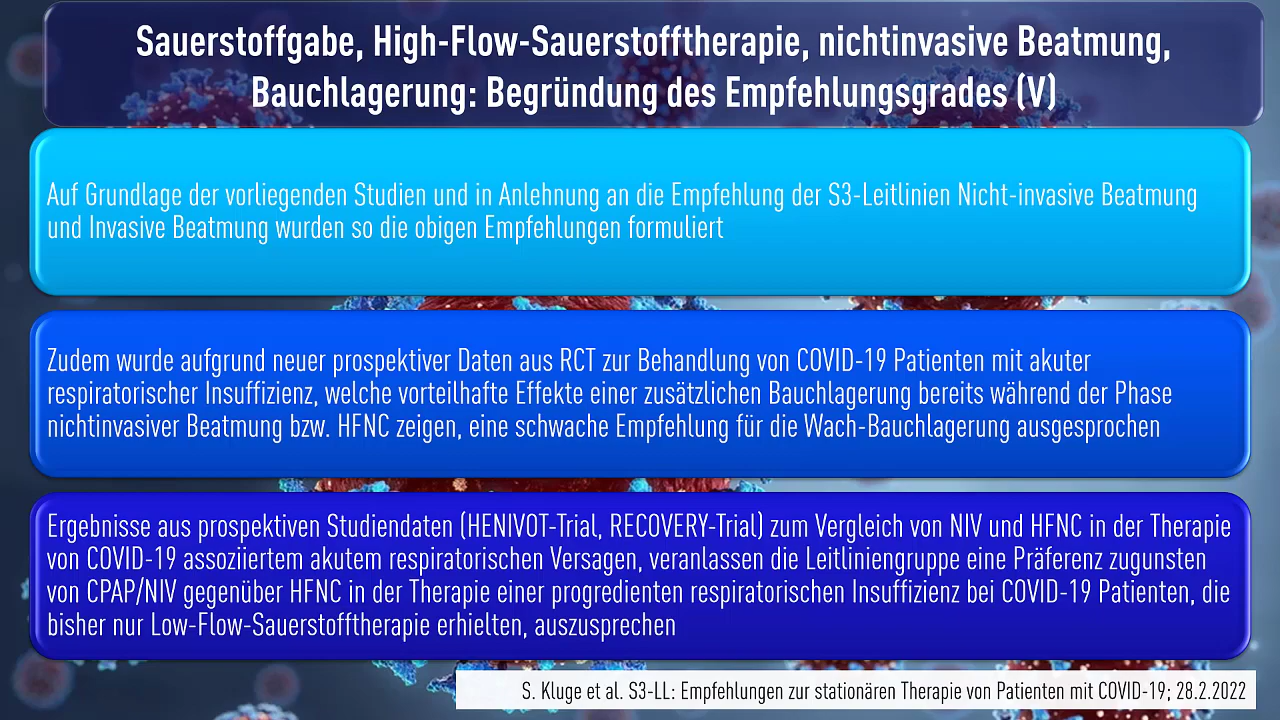 Sauerstoffgabe, High-Flow-Sauerstofftherapie, nichtinvasive Beatmung,
Bauchlagerung: Begründung des Empfehlungsgrades (V)
Auf Grundlage der vorliegenden Studien und in Anlehnung an die Empfehlung der S3-Leitlinien Nicht-invasive Beatmung
und Invasive Beatmung wurden so die obigen Empfehlungen formuliert
Zudem wurde aufgrund neuer prospektiver Daten aus RCT zur Behandlung von COVID-19 Patienten mit akuter
respiratorischer Insuffizienz, welche vorteilhafte Effekte einer zusätzlichen Bauchlagerung bereits während der Phase
nichtinvasiver Beatmung bzw. HFNC zeigen, eine schwache Empfehlung für die Wach-Bauchlagerung ausgesprochen
Ergebnisse aus prospektiven Studiendaten (HENIVOT-Trial, RECOVERY-Trial) zum Vergleich von NIV und HFNC in der Therapie
von COVID-19 assoziiertem akutem respiratorischen Versagen, veranlassen die Leitliniengruppe eine Präferenz zugunsten
von CPAP/NIV gegenüber HFNC in der Therapie einer progredienten respiratorischen Insuffizienz bei COVID-19 Patienten, die
bisher nur Low-Flow-Sauerstofftherapie erhielten, auszusprechen
S. Kluge et al. S3-LL: Empfehlungen zur stationären Therapie von Patienten mit COVID-19; 28.2.2022